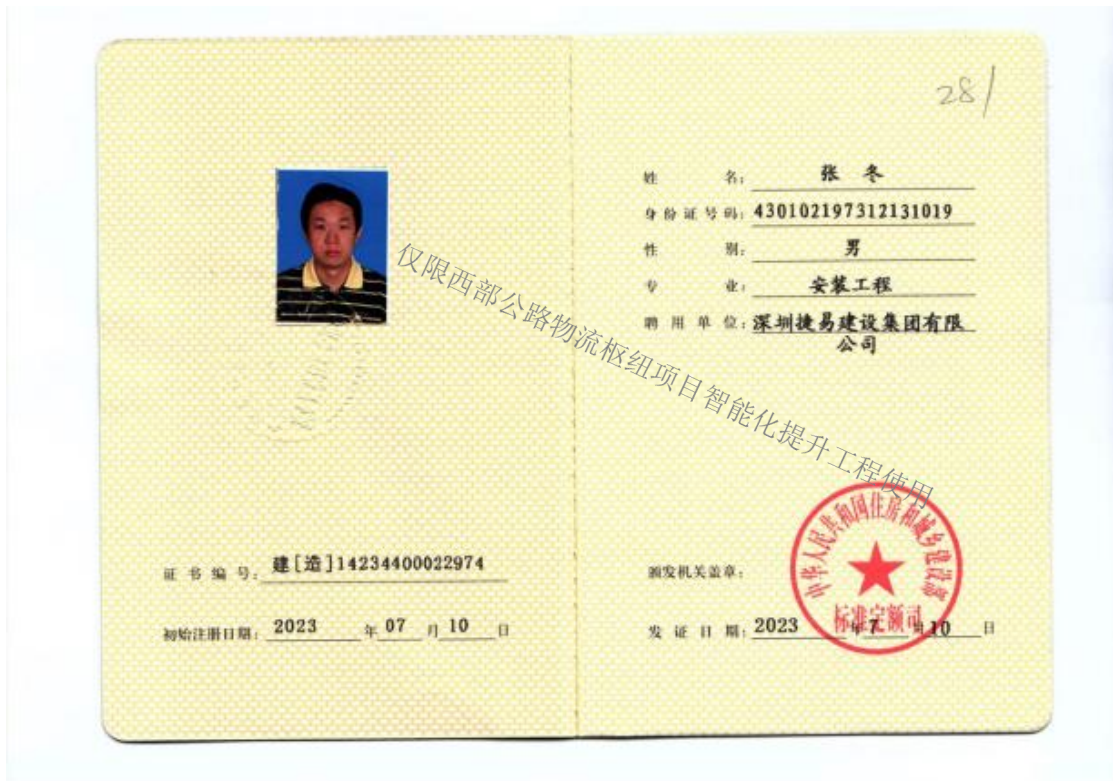 281
姓 名: 张 冬
身份证号码: 430102197312131019
性 别: 男
专 业: 安装工程
聘用单位: 深圳捷易建设集团有限
公司
仅限西部公路物流枢纽项目智能化提升工程使用
证书编号: 建[造]14234400022974
初始注册日期: 2023 年 07 月 10 日
颁发机关盖章:
中华人民共和国住房和城乡建设部
标准定额司
发证日期: 2023 年 7 月 10 日